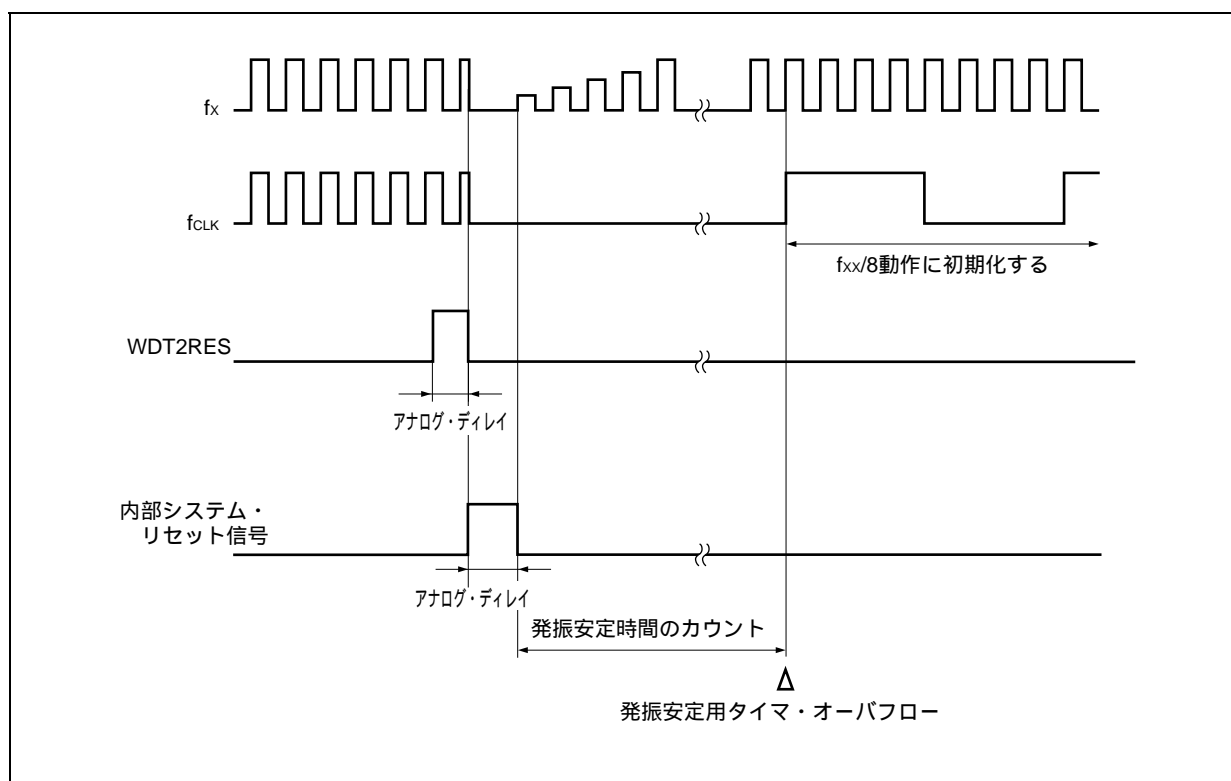 fX
fCLK
fXX/8動作に初期化する
WDT2RES
アナログ・ディレイ
内部システム・
リセット信号
アナログ・ディレイ
発振安定時間のカウント
発振安定用タイマ・オーバフロー